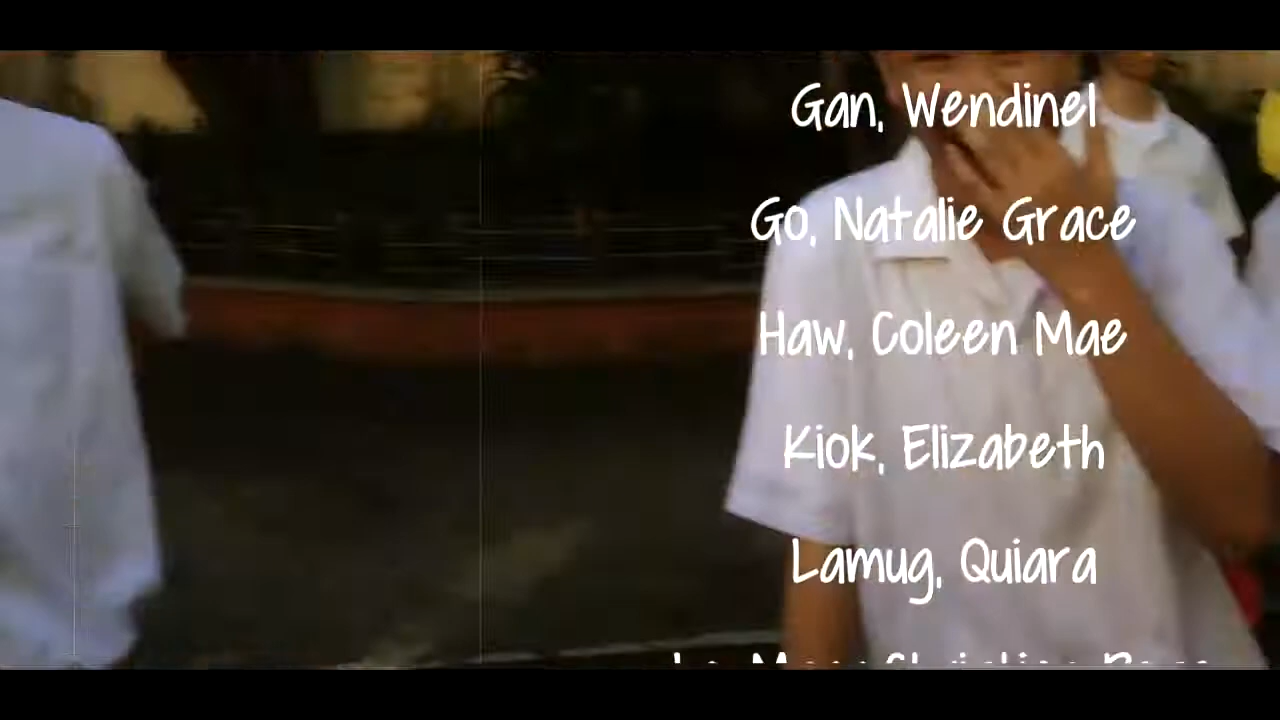 Gan, Wendinel
Go, Natalie Grace
Haw, Coleen Mae
Kiok, Elizabeth
Lamug, Quiara